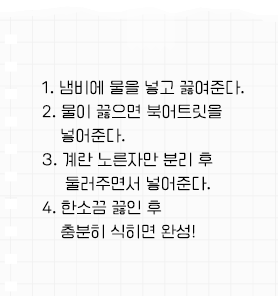 1. 냄비에 물을 넣고 끓여준다.
2. 물이 끓으면 북어트릿을
넣어준다.
3. 계란 노른자만 분리 후
둘러주면서 넣어준다.
4. 한소끔 끓인 후
충분히 식히면 완성!